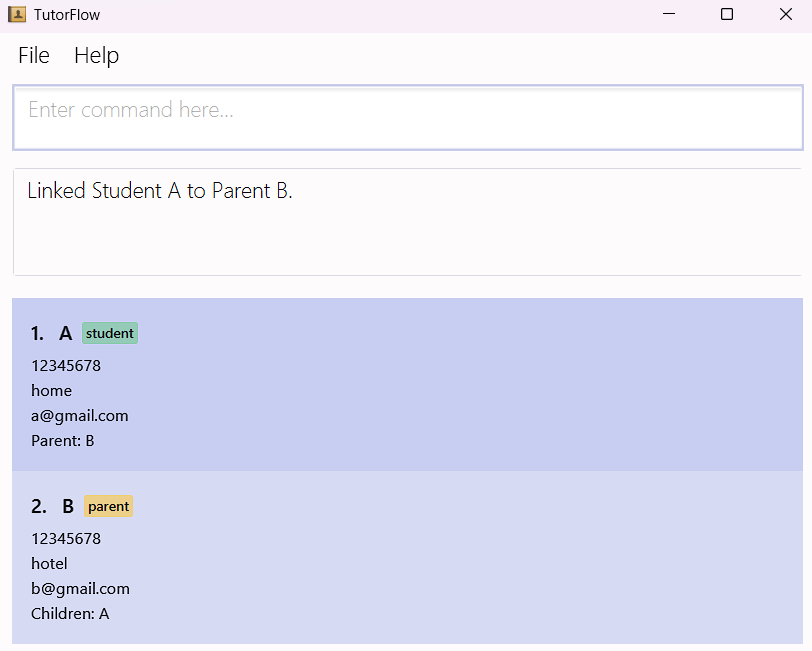 TutorFlow
File Help
Enter command here...
Linked Student A to Parent B.
1. A student
12345678
home
a@gmail.com
Parent: B
2. B parent
12345678
hotel
b@gmail.com
Children: A